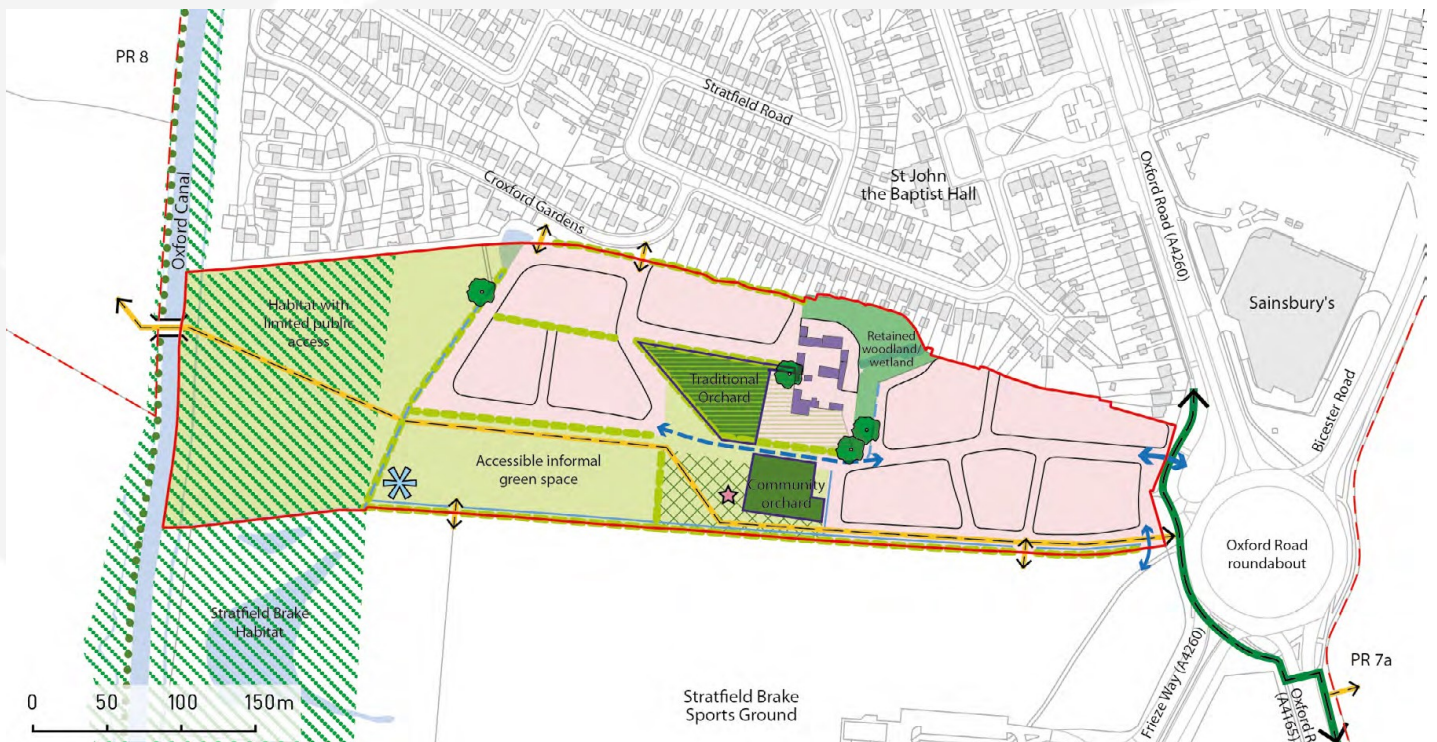 PR 8
Stratfield Road
St John
the Baptist Hall
Oxford Road (A4260)
Croxford Gardens
Oxford Canal
Sainsbury's
Bicester Road
Habitat with
limited public
access
Retained
woodland/
wetland
Traditional
Orchard
Accessible informal
green space
Community
orchard
Oxford Road
roundabout
Stratfield Brake
Habitat
Stratfield Brake
Sports Ground
Frieze Way (A4260)
PR 7a
Oxford R
(A4165)
0 50 100 150m